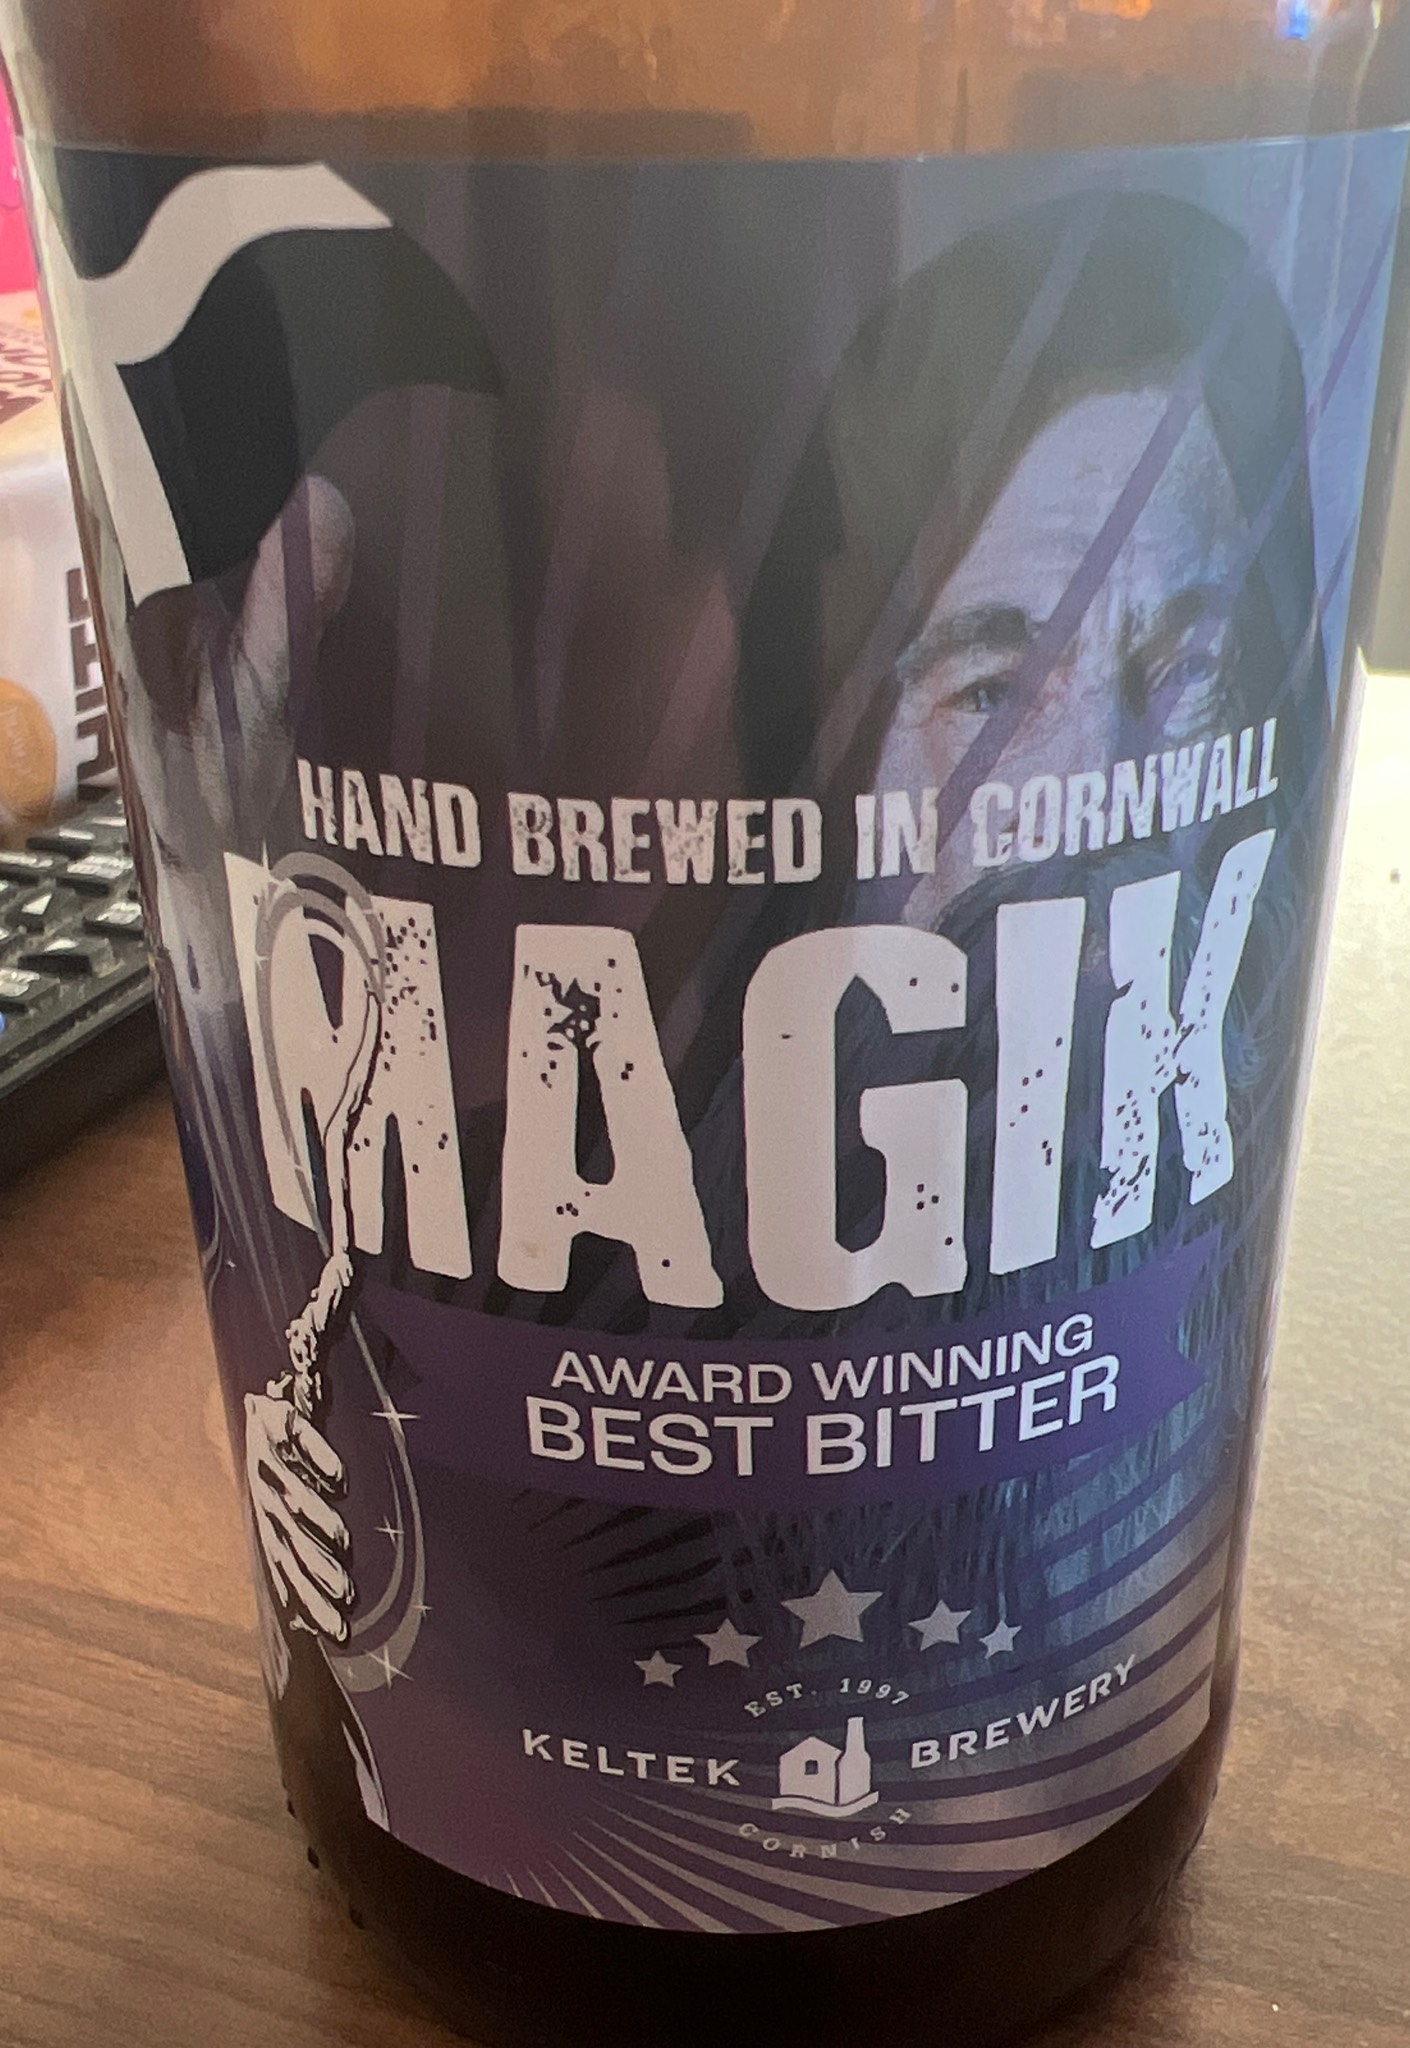 HAND BREWED IN CORNWALL
MAGIK
AWARD WINNING
BEST BITTER
EST. 1997
KELTEK BREWERY
CORNISH